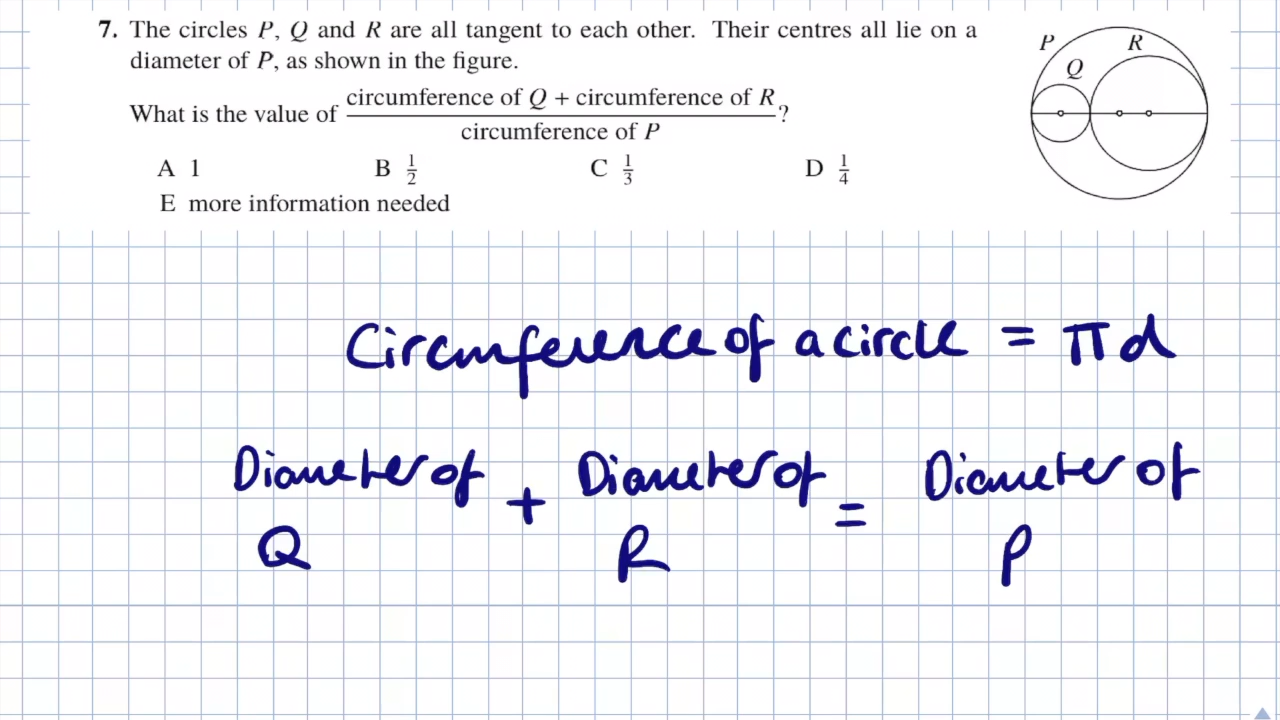 7. The circles P, Q and R are all tangent to each other. Their centres all lie on a
diameter of P, as shown in the figure.
What is the value of circumference of Q + circumference of R
circumference of P
?
A 1 B 1/2 C 1/3 D 1/4
E more information needed
P R
Q
Circumference of a circle = πd
Diameter of + Diameter of = Diameter of
Q R P